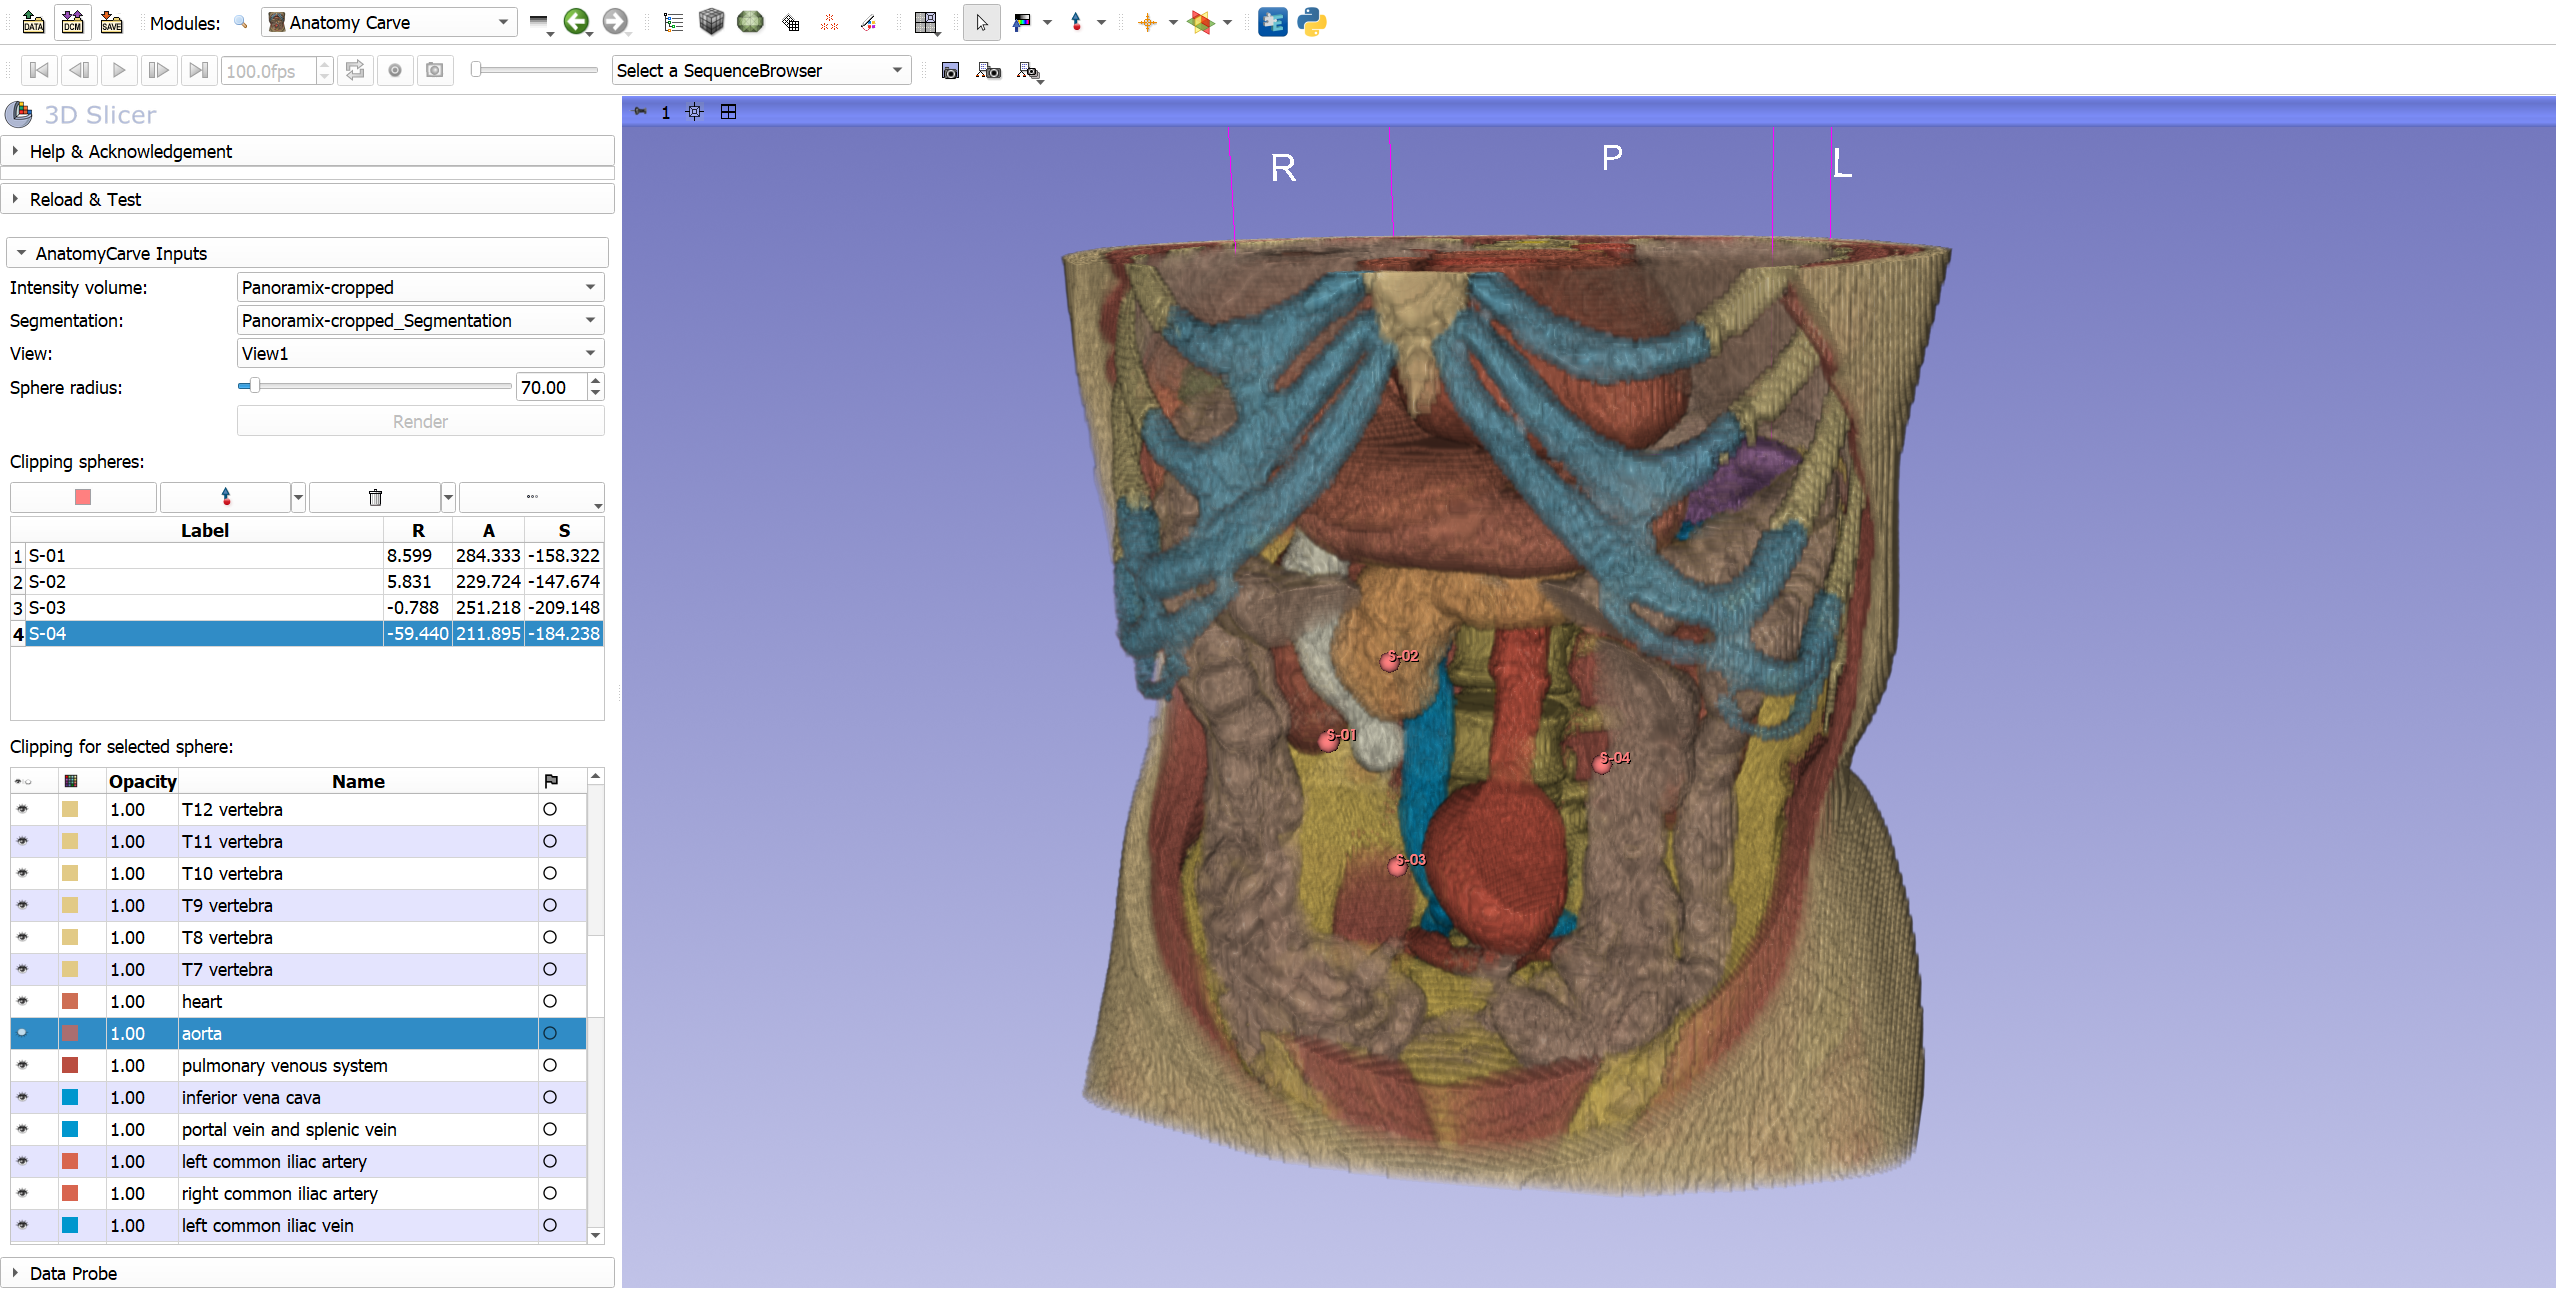 DATA
DCM
SAVE
Modules:
Anatomy Carve
100.0fps
Select a SequenceBrowser
3D Slicer
Help & Acknowledgement
Reload & Test
AnatomyCarve Inputs
Intensity volume: Panoramix-cropped
Segmentation: Panoramix-cropped_Segmentation
View: View1
Sphere radius: 70.00
Render
Clipping spheres:
Label R A S
1 S-01 8.599 284.333 -158.322
2 S-02 5.831 229.724 -147.674
3 S-03 -0.788 251.218 -209.148
4 S-04 -59.440 211.895 -184.238
Clipping for selected sphere:
Opacity Name
1.00 T12 vertebra
1.00 T11 vertebra
1.00 T10 vertebra
1.00 T9 vertebra
1.00 T8 vertebra
1.00 T7 vertebra
1.00 heart
1.00 aorta
1.00 pulmonary venous system
1.00 inferior vena cava
1.00 portal vein and splenic vein
1.00 left common iliac artery
1.00 right common iliac artery
1.00 left common iliac vein
Data Probe
1
R
P
L
S-02
S-01
S-04
S-03